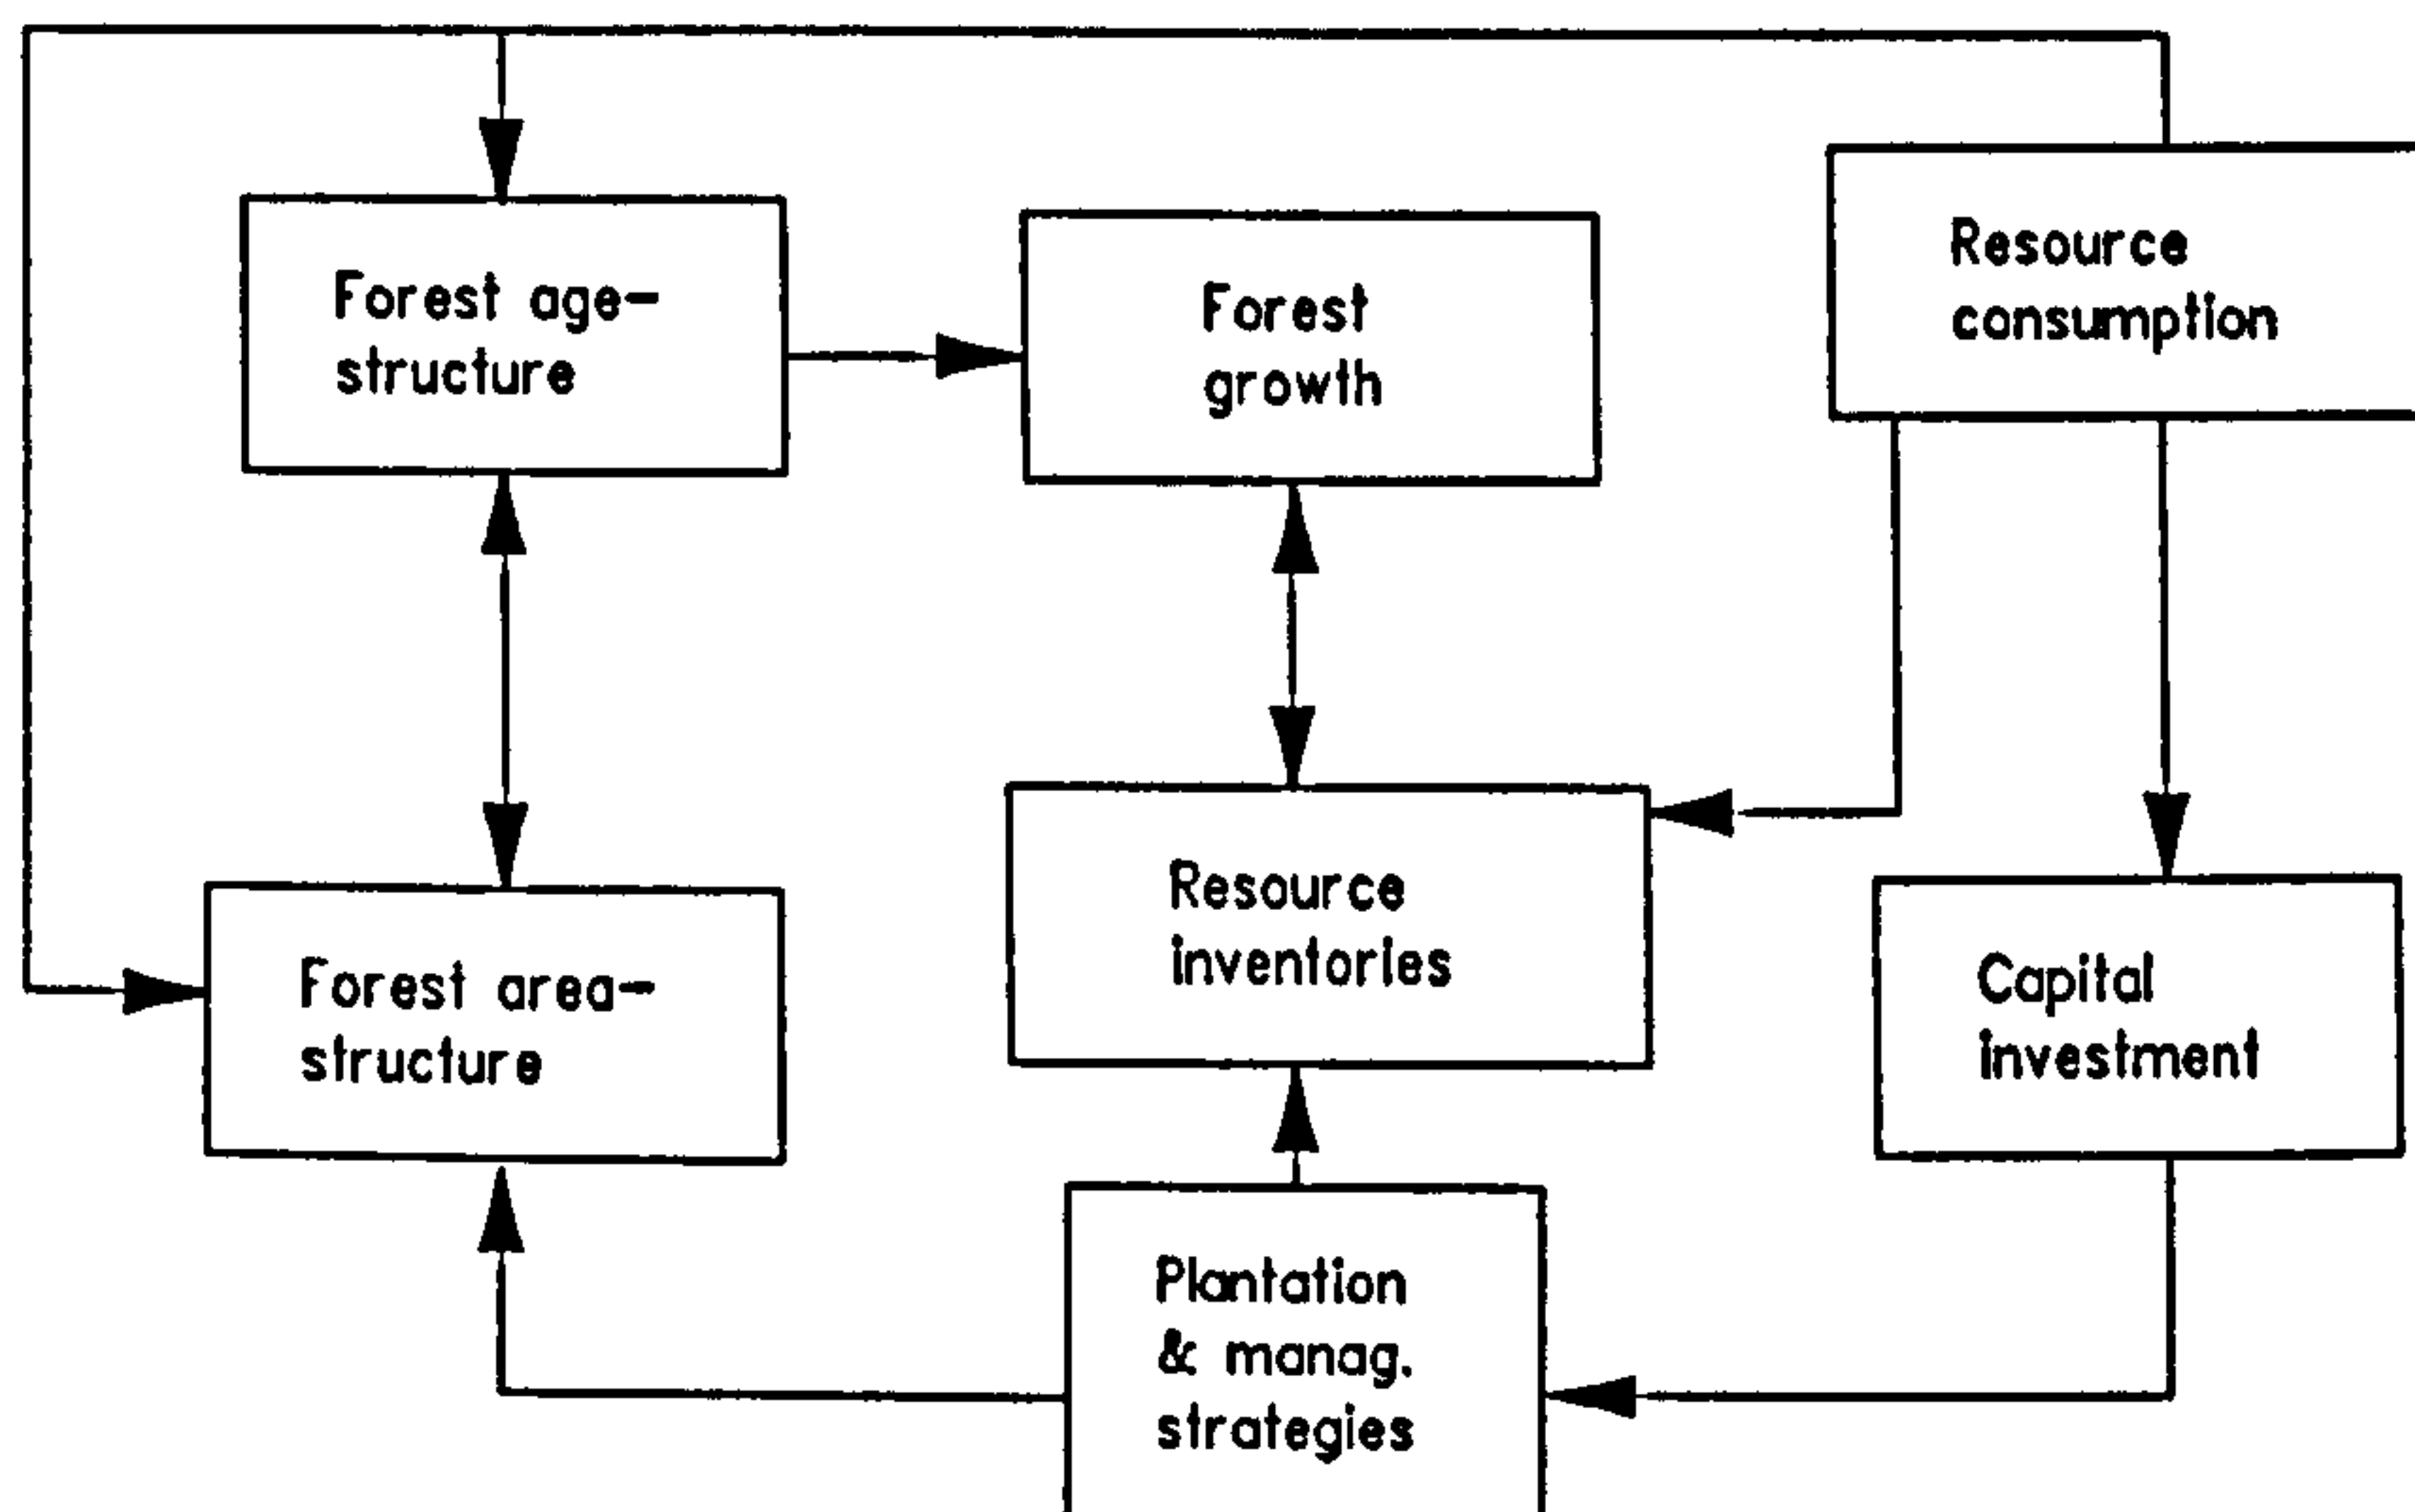 Forest age-
structure
Forest
growth
Resource
consumption
Forest area-
structure
Resource
inventories
Capital
investment
Plantation
& manag.
strategies